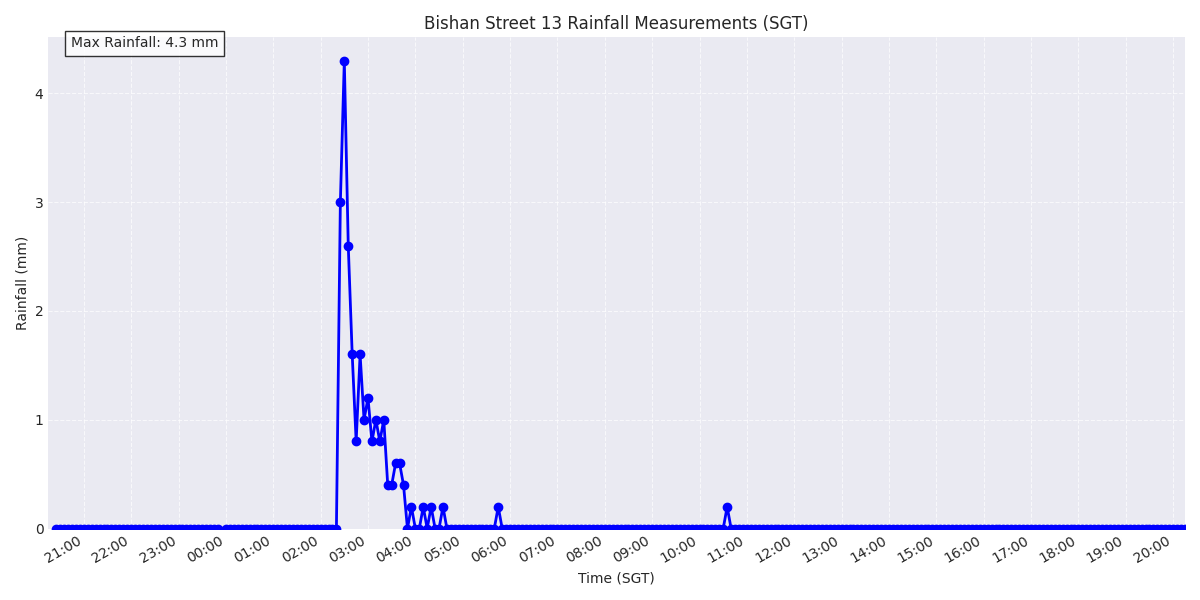 Bishan Street 13 Rainfall Measurements (SGT)
Max Rainfall: 4.3 mm
Rainfall (mm)
4
3
2
1
0
21:00 22:00 23:00 00:00 01:00 02:00 03:00 04:00 05:00 06:00 07:00 08:00 09:00 10:00 11:00 12:00 13:00 14:00 15:00 16:00 17:00 18:00 19:00 20:00
Time (SGT)